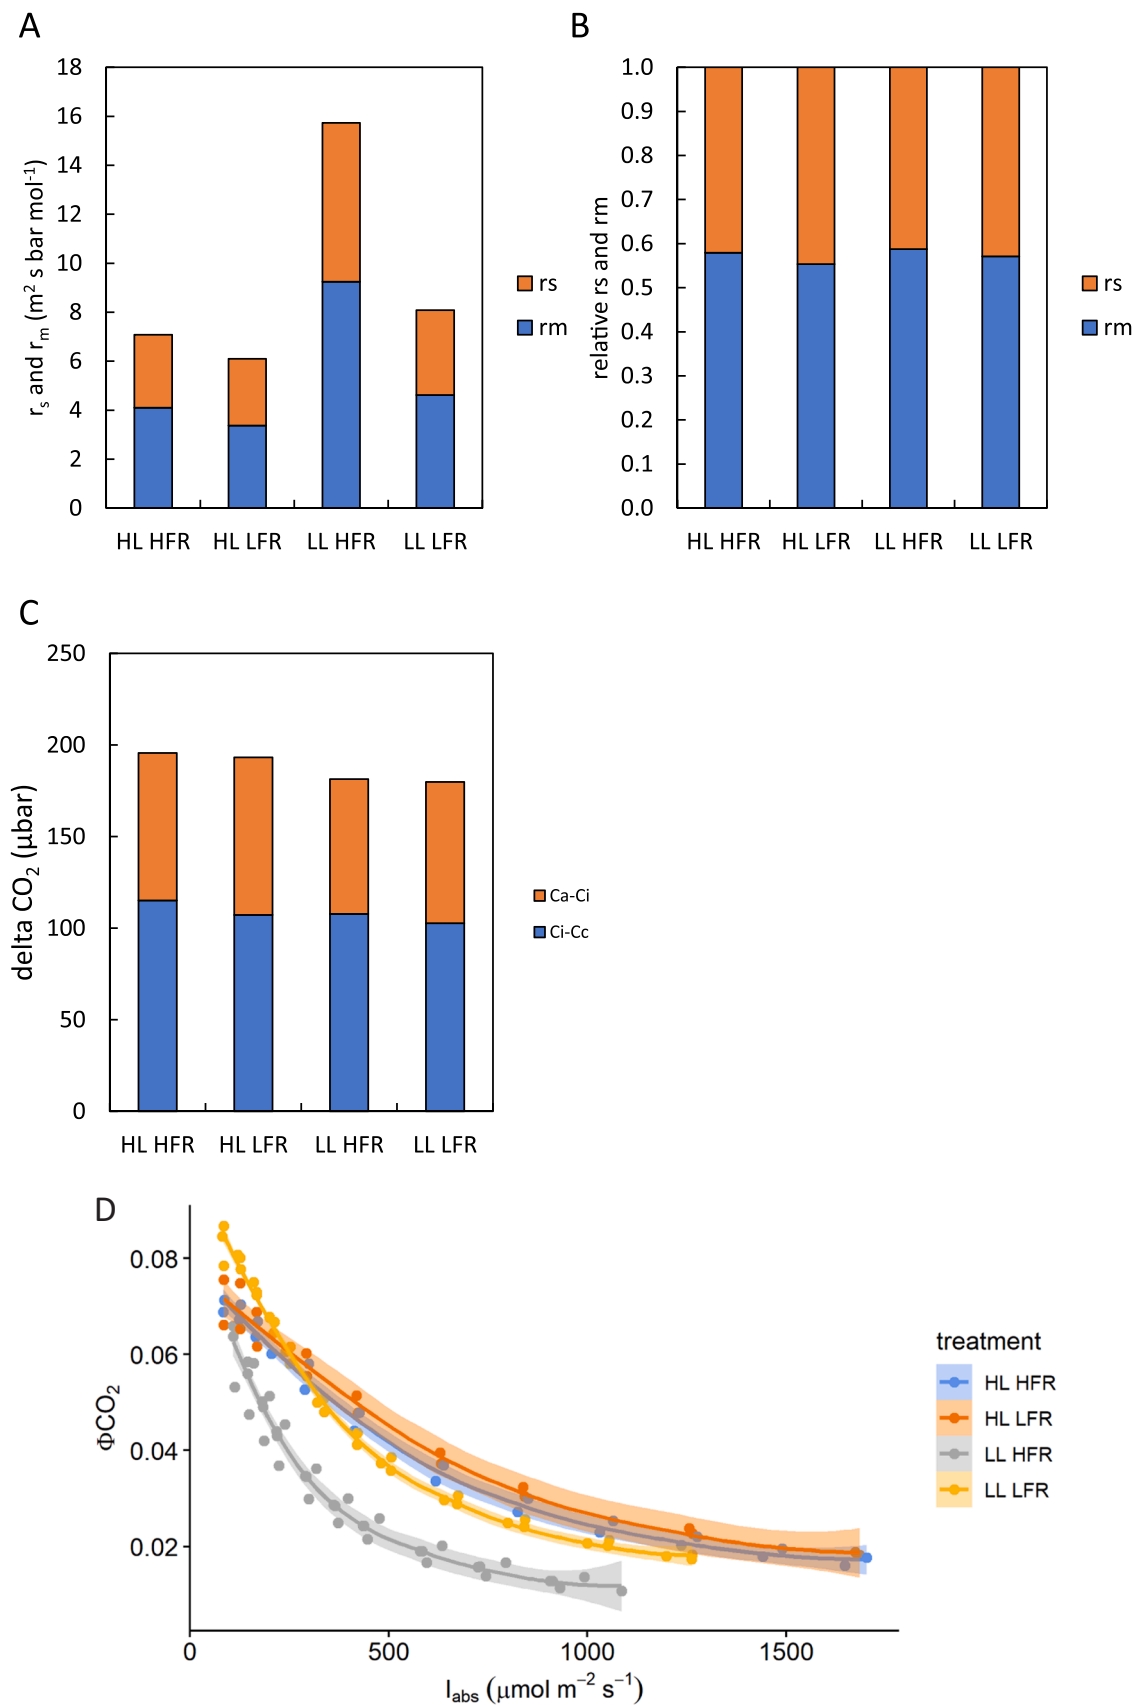 A
18
16
14
12
10
8
6
4
2
0
rs and rm (m² s bar mol⁻¹)
HL HFR HL LFR LL HFR LL LFR
rs
rm
B
1.0
0.9
0.8
0.7
0.6
0.5
0.4
0.3
0.2
0.1
0.0
relative rs and rm
HL HFR HL LFR LL HFR LL LFR
rs
rm
C
250
200
150
100
50
0
delta CO₂ (μbar)
HL HFR HL LFR LL HFR LL LFR
Ca-Ci
Ci-Cc
D
0.08
0.06
0.04
0.02
ΦCO₂
0 500 1000 1500
Iabs (μmol m⁻² s⁻¹)
treatment
HL HFR
HL LFR
LL HFR
LL LFR